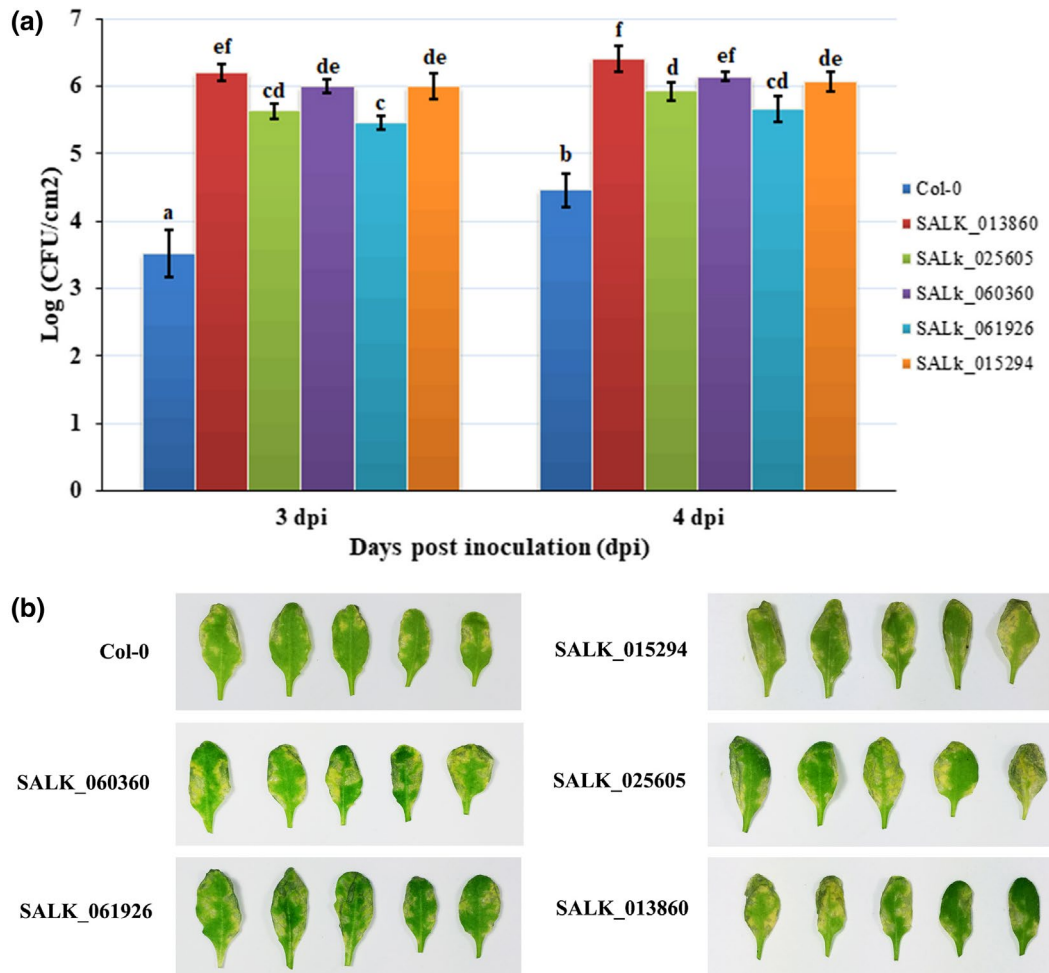 (a)
7
6
5
4
3
2
1
0
Log (CFU/cm2)
ef
cd
de
c
de
a
f
d
ef
cd
de
b
3 dpi
4 dpi
Days post inoculation (dpi)
Col-0
SALK_013860
SALk_025605
SALk_060360
SALk_061926
SALk_015294
(b)
Col-0
SALK_015294
SALK_060360
SALK_025605
SALK_061926
SALK_013860